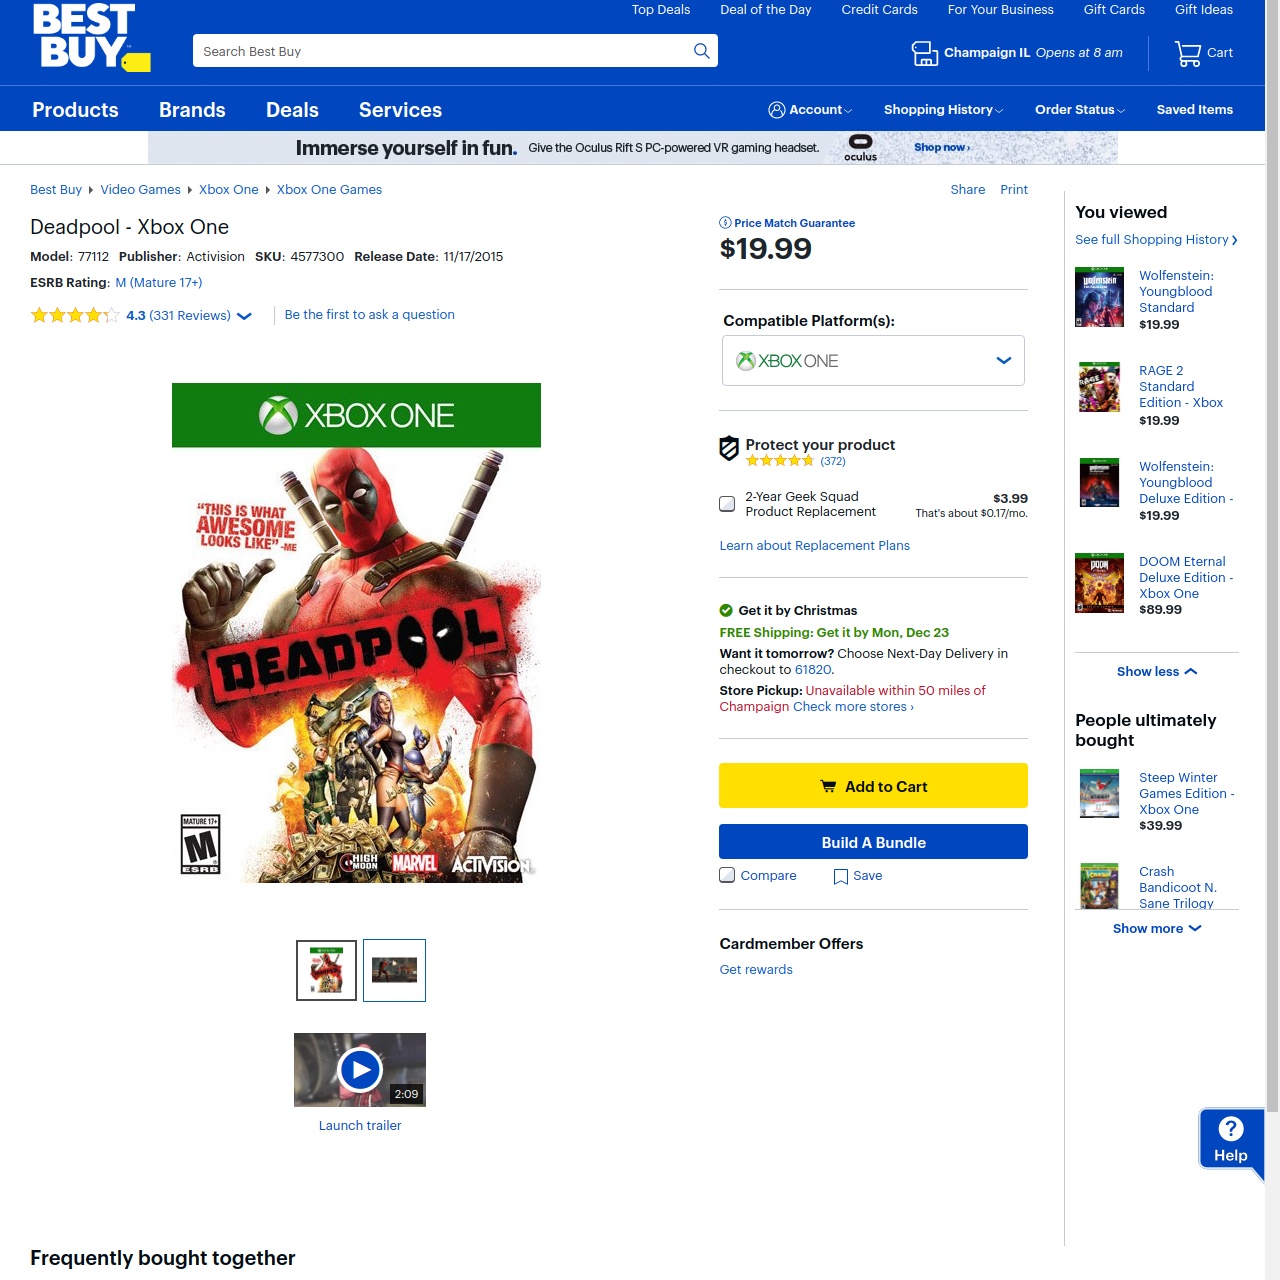 BEST
BUY
Top Deals
Deal of the Day
Credit Cards
For Your Business
Gift Cards
Gift Ideas
Search Best Buy
Champaign IL Opens at 8 am
Cart
Products
Brands
Deals
Services
Account
Shopping History
Order Status
Saved Items
Immerse yourself in fun. Give the Oculus Rift S PC-powered VR gaming headset. oculus Shop now ›
Best Buy
Video Games
Xbox One
Xbox One Games
Share
Print
Deadpool - Xbox One
Model: 77112 Publisher: Activision SKU: 4577300 Release Date: 11/17/2015
ESRB Rating: M (Mature 17+)
4.3 (331 Reviews)
Be the first to ask a question
XBOX ONE
"THIS IS WHAT
AWESOME
LOOKS LIKE" -ME
DEADPOOL
MATURE 17+
M
ESRB
HIGH
MOON
MARVEL
ACTIVISION
2:09
Launch trailer
Price Match Guarantee
$19.99
Compatible Platform(s):
XBOX ONE
Protect your product
(372)
2-Year Geek Squad
Product Replacement
$3.99
That's about $0.17/mo.
Learn about Replacement Plans
Get it by Christmas
FREE Shipping: Get it by Mon, Dec 23
Want it tomorrow? Choose Next-Day Delivery in
checkout to 61820.
Store Pickup: Unavailable within 50 miles of
Champaign Check more stores ›
Add to Cart
Build A Bundle
Compare
Save
Cardmember Offers
Get rewards
You viewed
See full Shopping History
Wolfenstein:
Youngblood
Standard
$19.99
RAGE 2
Standard
Edition - Xbox
$19.99
Wolfenstein:
Youngblood
Deluxe Edition -
$19.99
DOOM Eternal
Deluxe Edition -
Xbox One
$89.99
Show less
People ultimately
bought
Steep Winter
Games Edition -
Xbox One
$39.99
Crash
Bandicoot N.
Sane Trilogy
Show more
?
Help
Frequently bought together